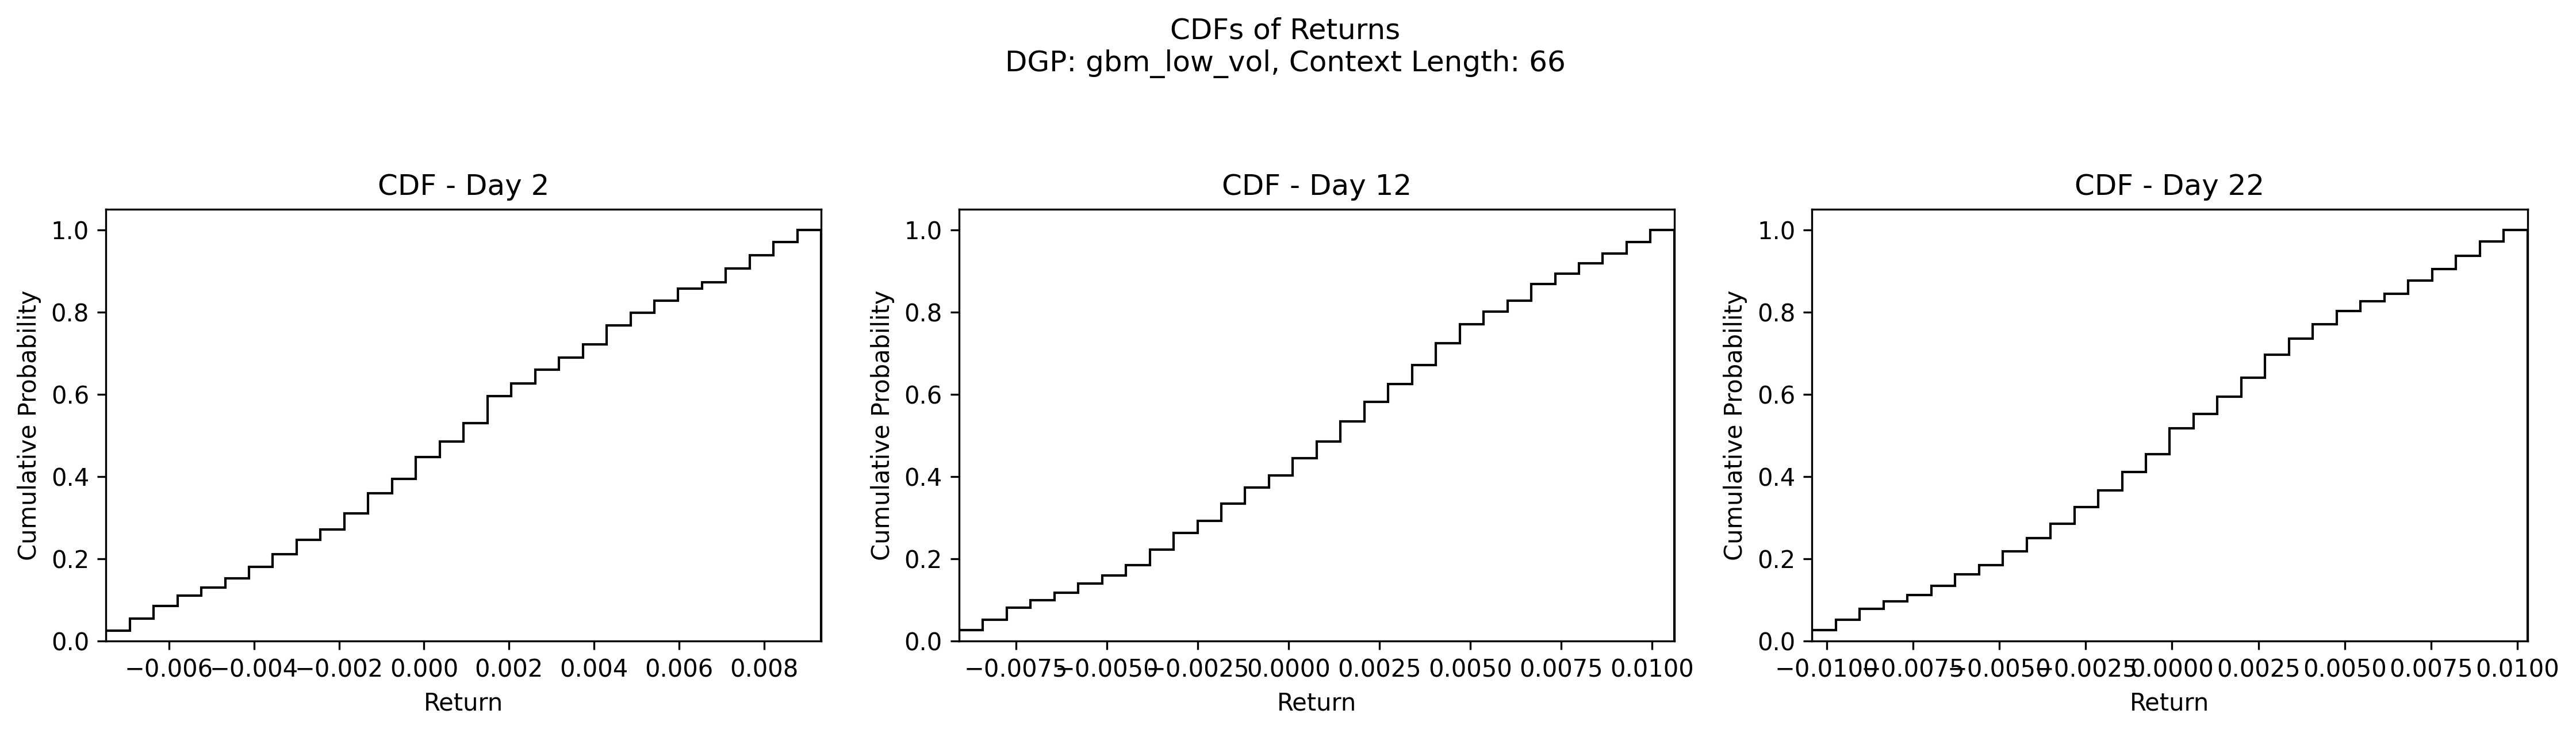 CDFs of Returns
DGP: gbm_low_vol, Context Length: 66
CDF - Day 2
1.0
0.8
0.6
0.4
0.2
0.0
Cumulative Probability
−0.006 −0.004 −0.002 0.000 0.002 0.004 0.006 0.008
Return
CDF - Day 12
1.0
0.8
0.6
0.4
0.2
0.0
Cumulative Probability
−0.0075 −0.0050 −0.0025 0.0000 0.0025 0.0050 0.0075 0.0100
Return
CDF - Day 22
1.0
0.8
0.6
0.4
0.2
0.0
Cumulative Probability
−0.0100 −0.0075 −0.0050 −0.0025 0.0000 0.0025 0.0050 0.0075 0.0100
Return